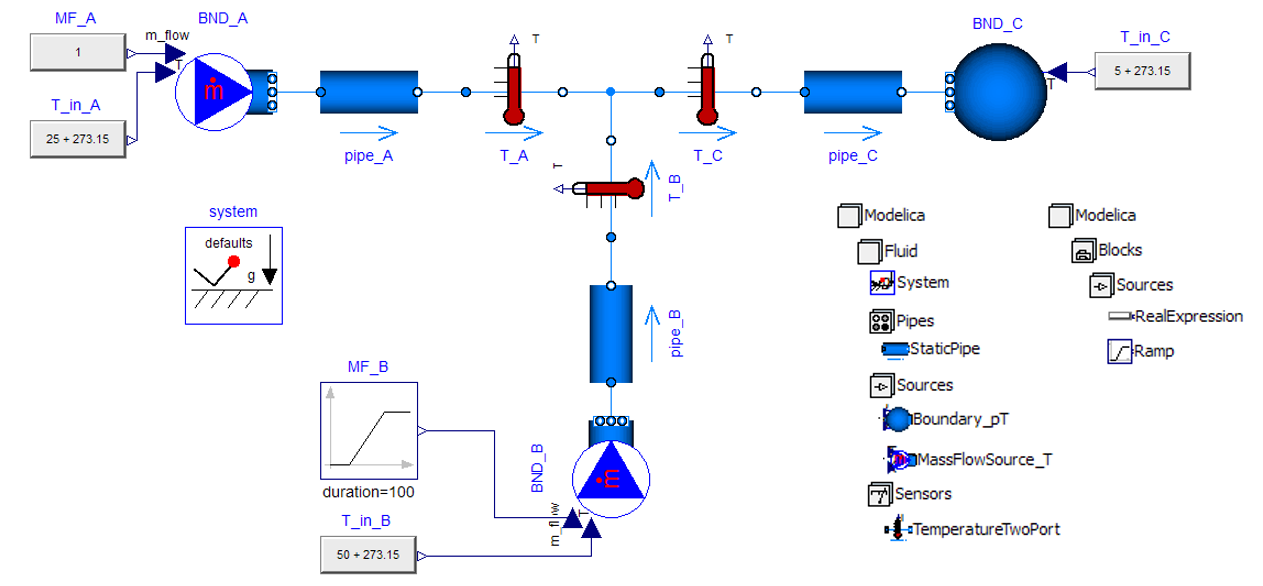 MF_A
BND_A
BND_C
T_in_C
m_flow
T
T
1
ṁ
T
T
5 + 273.15
T_in_A
25 + 273.15
pipe_A
T_A
T_C
pipe_C
T
T_B
system
defaults
g
Modelica
Modelica
Fluid
Blocks
System
Sources
Pipes
RealExpression
StaticPipe
Ramp
pipe_B
MF_B
Sources
Boundary_pT
BND_B
ṁ
MassFlowSource_T
duration=100
Sensors
T_in_B
m_flow
T
TemperatureTwoPort
50 + 273.15